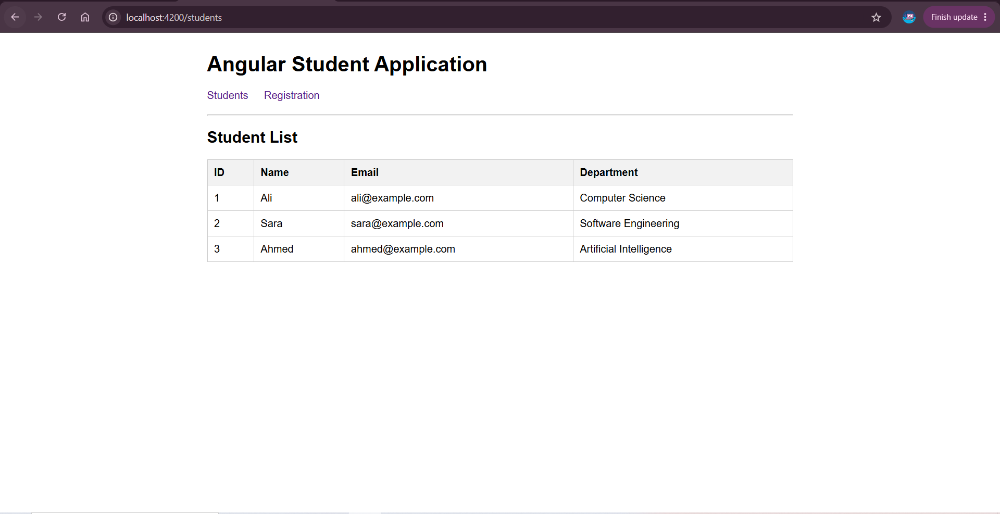 localhost:4200/students
Finish update
Angular Student Application
Students Registration
Student List
ID Name Email Department
1 Ali ali@example.com Computer Science
2 Sara sara@example.com Software Engineering
3 Ahmed ahmed@example.com Artificial Intelligence